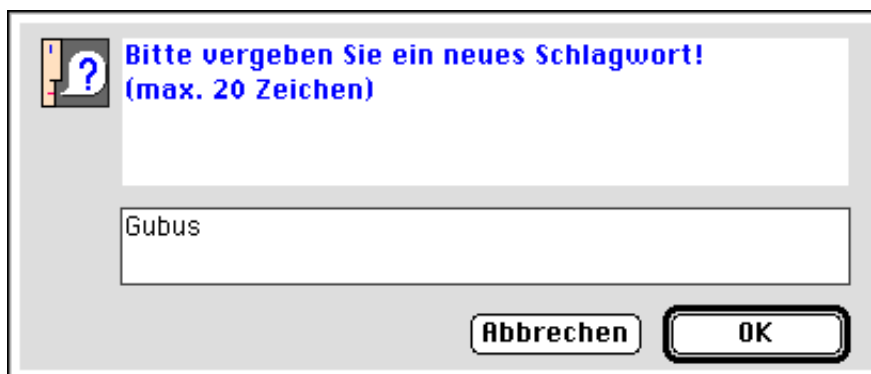 Bitte vergeben Sie ein neues Schlagwort!
(max. 20 Zeichen)
?
Gubus
Abbrechen
OK